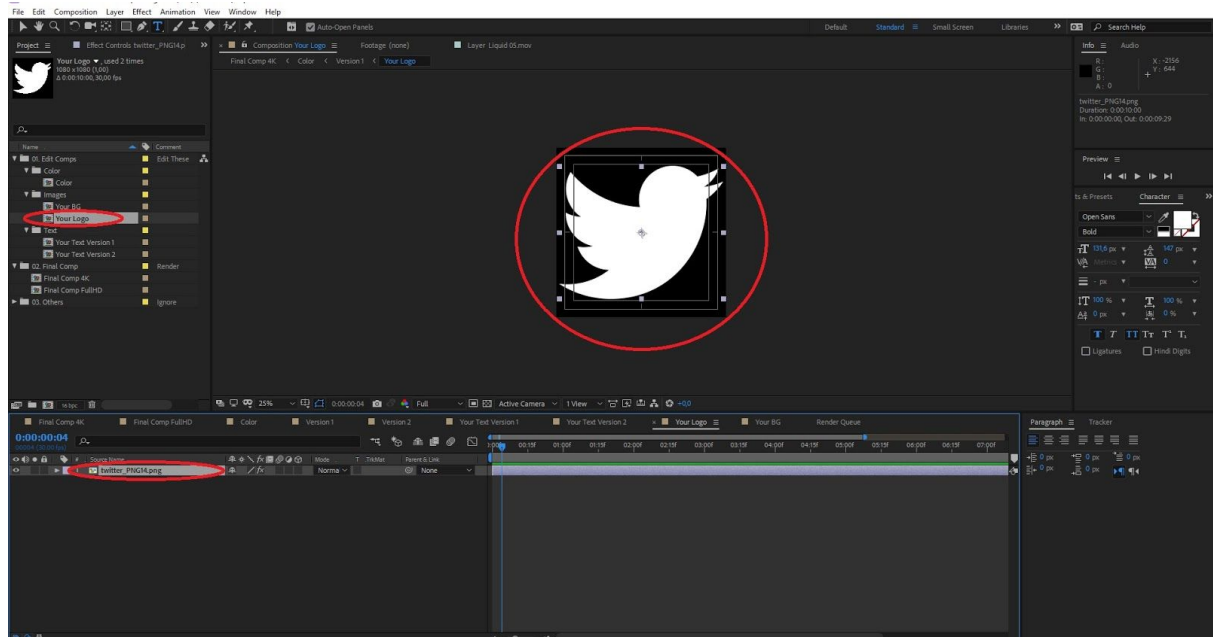 File Edit Composition Layer Effect Animation View Window Help
Auto-Open Panels
Default Standard Small Screen Libraries Search Help
Project Effect Controls twitter_PNG14.p
Composition Your Logo Footage (none) Layer Liquid 05.mov
Final Comp 4K Color Version 1 Your Logo
Your Logo , used 2 times
1080 x 1080 (1,00)
Δ 0:00:10:00, 30,00 fps
Info Audio
R : X : -2156
G : Y : 644
B :
A : 0
twitter_PNG14.png
Duration: 0:00:10:00
In: 0:00:00:00, Out: 0:00:09:29
Name Comment
01. Edit Comps Edit These
Color
Color
Images
Your BG
Your Logo
Text
Your Text Version 1
Your Text Version 2
02. Final Comp Render
Final Comp 4K
Final Comp FullHD
03. Others Ignore
Preview
ts & Presets Character
Open Sans
Bold
131,6 px 147 px
Metrics 0
- px
100 % 100 %
0 px 0 %
T T TT Tt T T
Ligatures Hindi Digits
16 bpc
25% 0:00:00:04 Full Active Camera 1 View +0,0
Final Comp 4K Final Comp FullHD Color Version 1 Version 2 Your Text Version 1 Your Text Version 2 Your Logo Your BG Render Queue
Paragraph Tracker
0:00:00:04
00:15f 01:00f 01:15f 02:00f 02:15f 03:00f 03:15f 04:00f 04:15f 05:00f 05:15f 06:00f 06:15f 07:00f
# Source Name Mode T TrkMat Parent & Link
1 twitter_PNG14.png Norma None
0 px 0 px 0 px
0 px 0 px